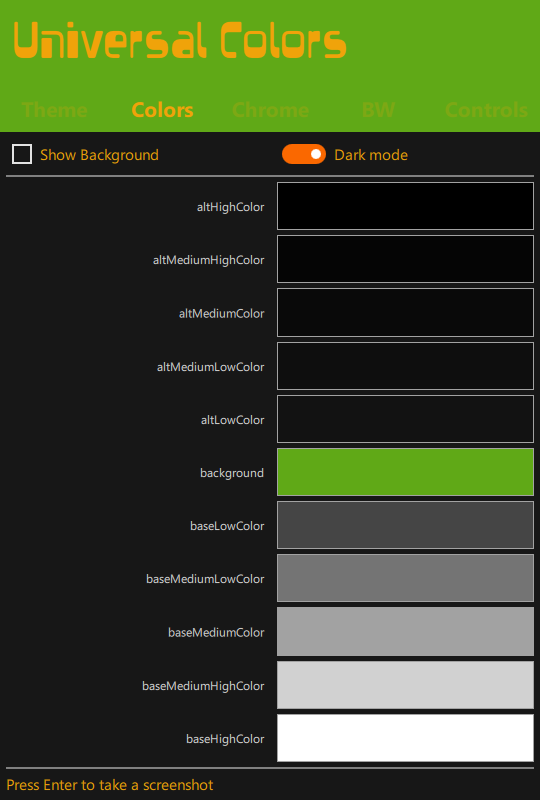 Universal Colors
Theme Colors Chrome BW Controls
Show Background Dark mode
altHighColor
altMediumHighColor
altMediumColor
altMediumLowColor
altLowColor
background
baseLowColor
baseMediumLowColor
baseMediumColor
baseMediumHighColor
baseHighColor
Press Enter to take a screenshot